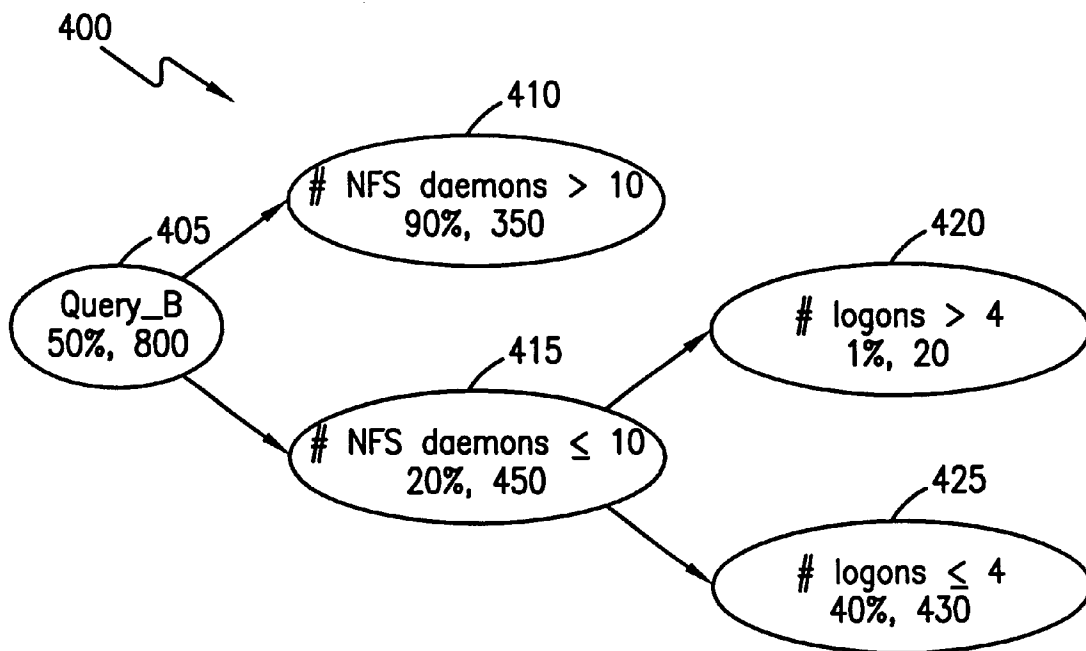 400
410
# NFS daemons > 10
90%, 350
405
Query_B
50%, 800
420
# logons > 4
1%, 20
415
# NFS daemons ≤ 10
20%, 450
425
# logons ≤ 4
40%, 430